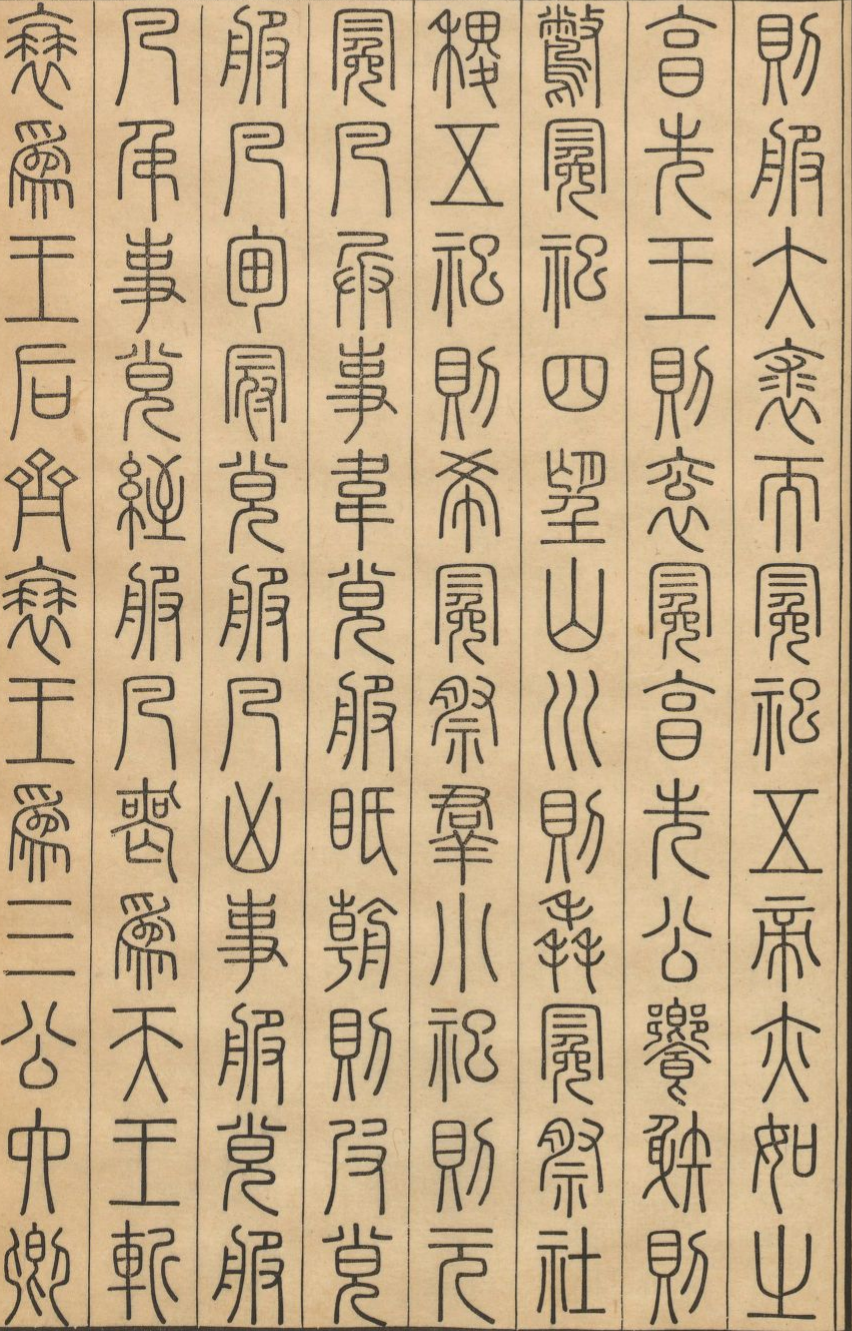 則服大裘而冕祀五帝亦如之
享先王則袞冕享先公饗射則
鷩冕祀四望山川則毳冕祭社
稷五祀則希冕祭羣小祀則玄
冕凡兵事韋弁服眡朝則皮弁
服凡甸冠弁服凡凶事服弁服
凡弔事弁絰服凡喪爲天王斬
衰爲王后齊衰王爲三公六卿